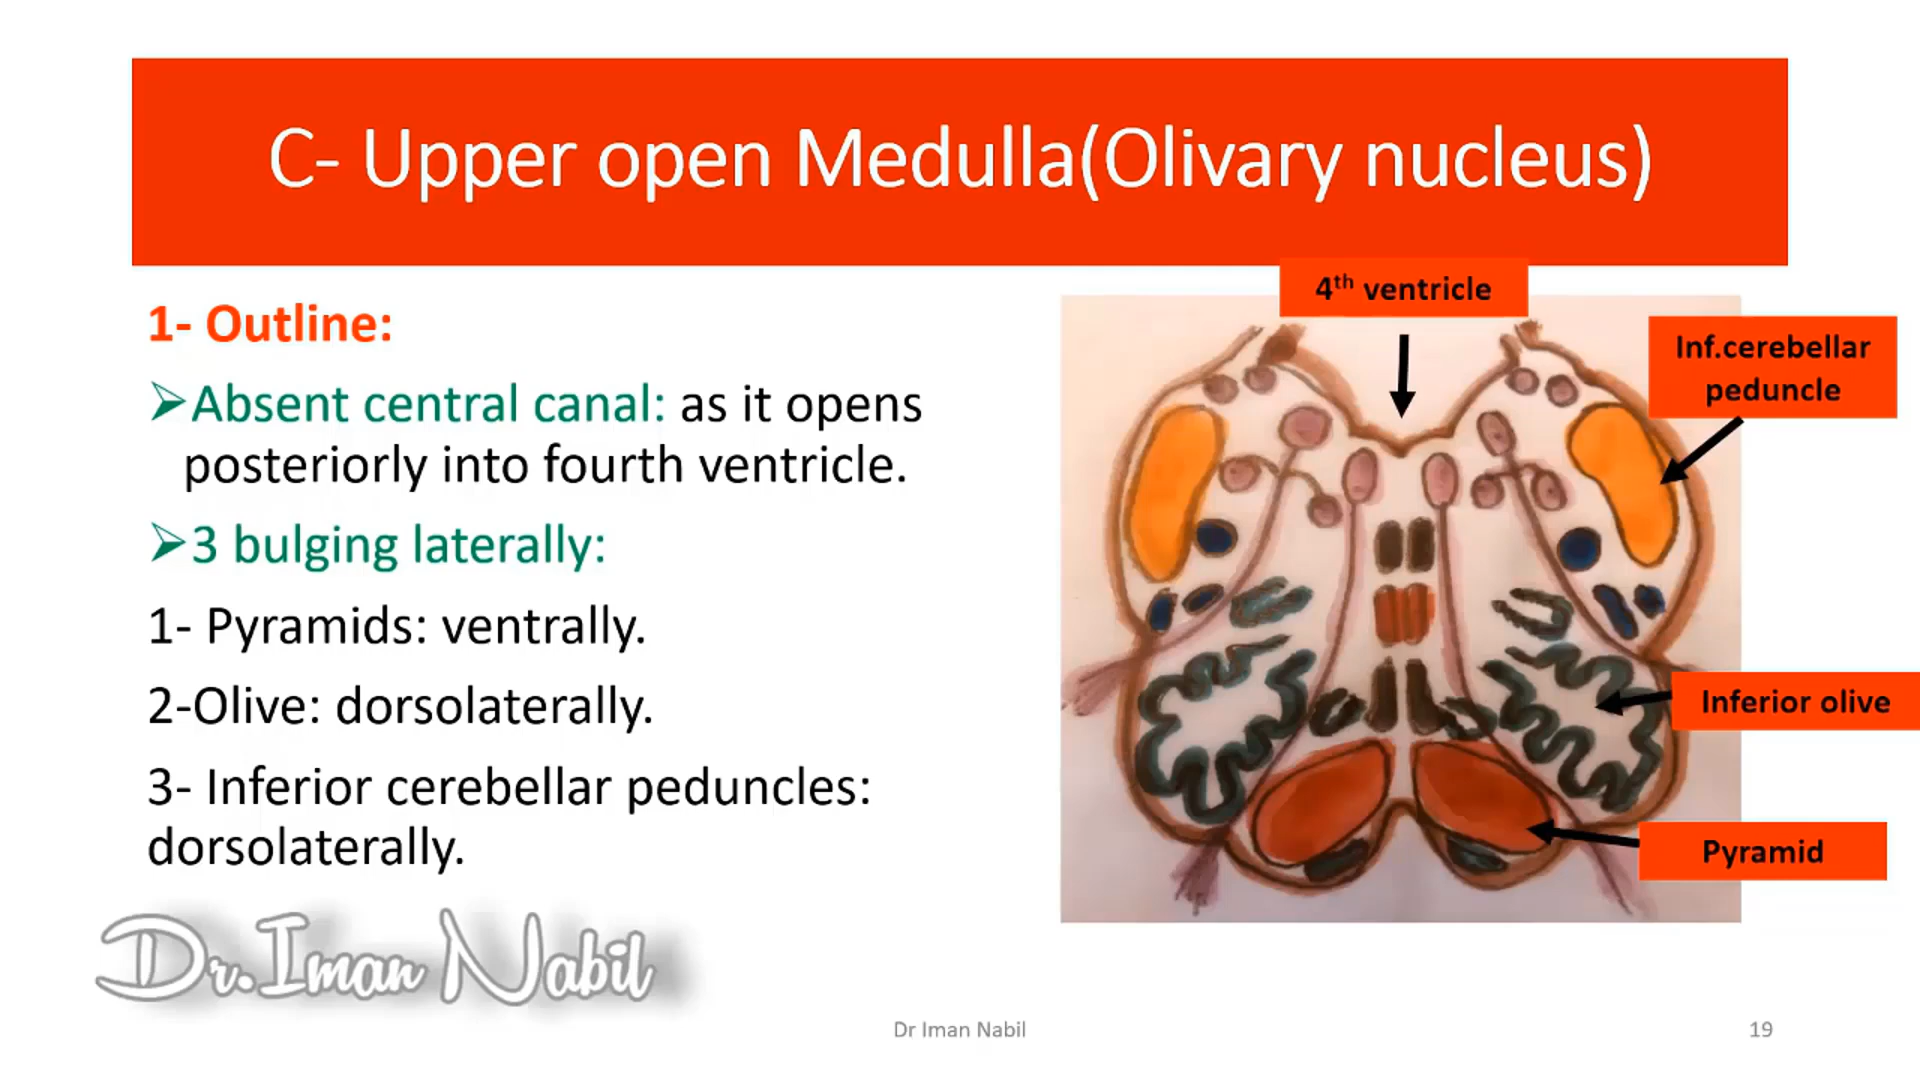 C- Upper open Medulla(Olivary nucleus)
4th ventricle
Inf.cerebellar
peduncle
1- Outline:
➢Absent central canal: as it opens
posteriorly into fourth ventricle.
➢3 bulging laterally:
1- Pyramids: ventrally.
2-Olive: dorsolaterally.
3- Inferior cerebellar peduncles:
dorsolaterally.
Inferior olive
Pyramid
Dr.Iman Nabil
Dr Iman Nabil
19